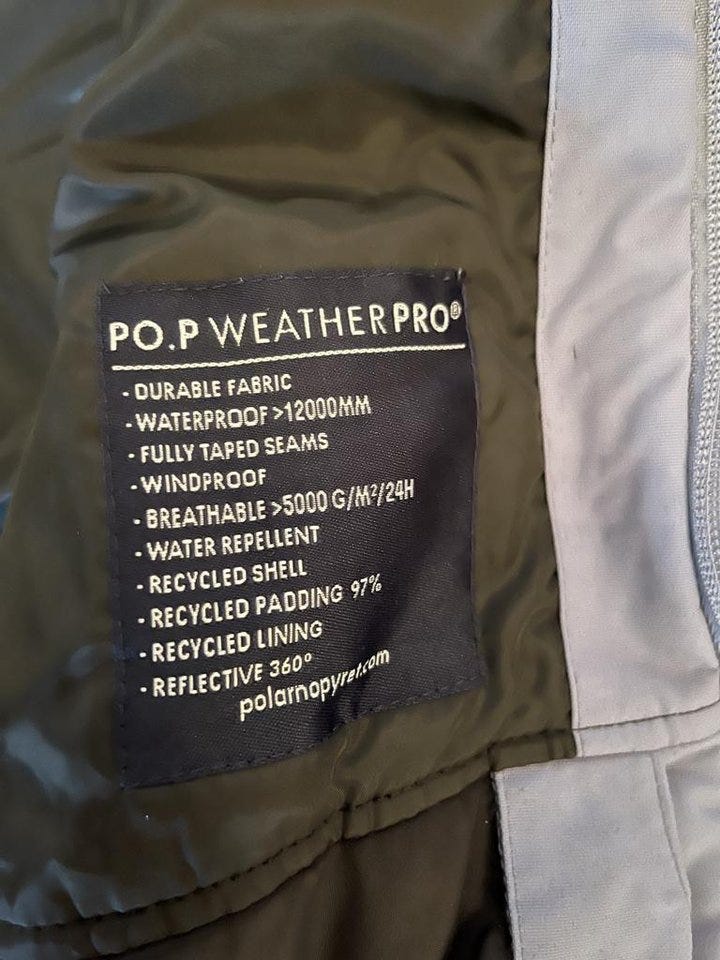 PO.P WEATHERPRO®
- DURABLE FABRIC
- WATERPROOF >12000MM
- FULLY TAPED SEAMS
- WINDPROOF
- BREATHABLE >5000 G/M²/24H
- WATER REPELLENT
- RECYCLED SHELL
- RECYCLED PADDING 97%
- RECYCLED LINING
- REFLECTIVE 360°
polarnopyret.com